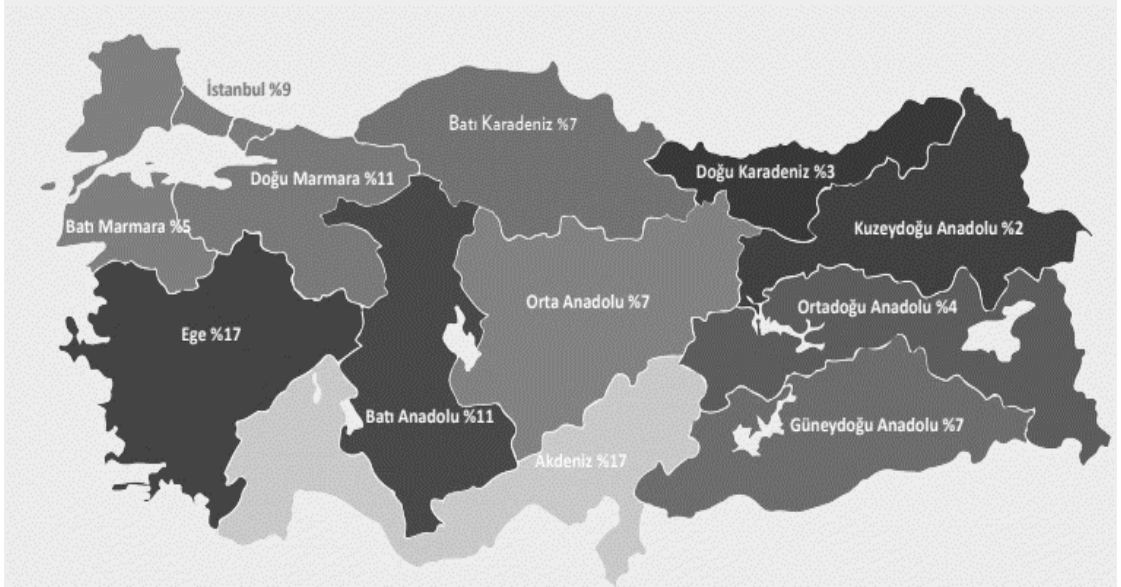 İstanbul %9
Batı Karadeniz %7
Doğu Karadeniz %3
Doğu Marmara %11
Batı Marmara %5
Kuzeydoğu Anadolu %2
Orta Anadolu %7
Ortadoğu Anadolu %4
Ege %17
Batı Anadolu %11
Güneydoğu Anadolu %7
Akdeniz %17